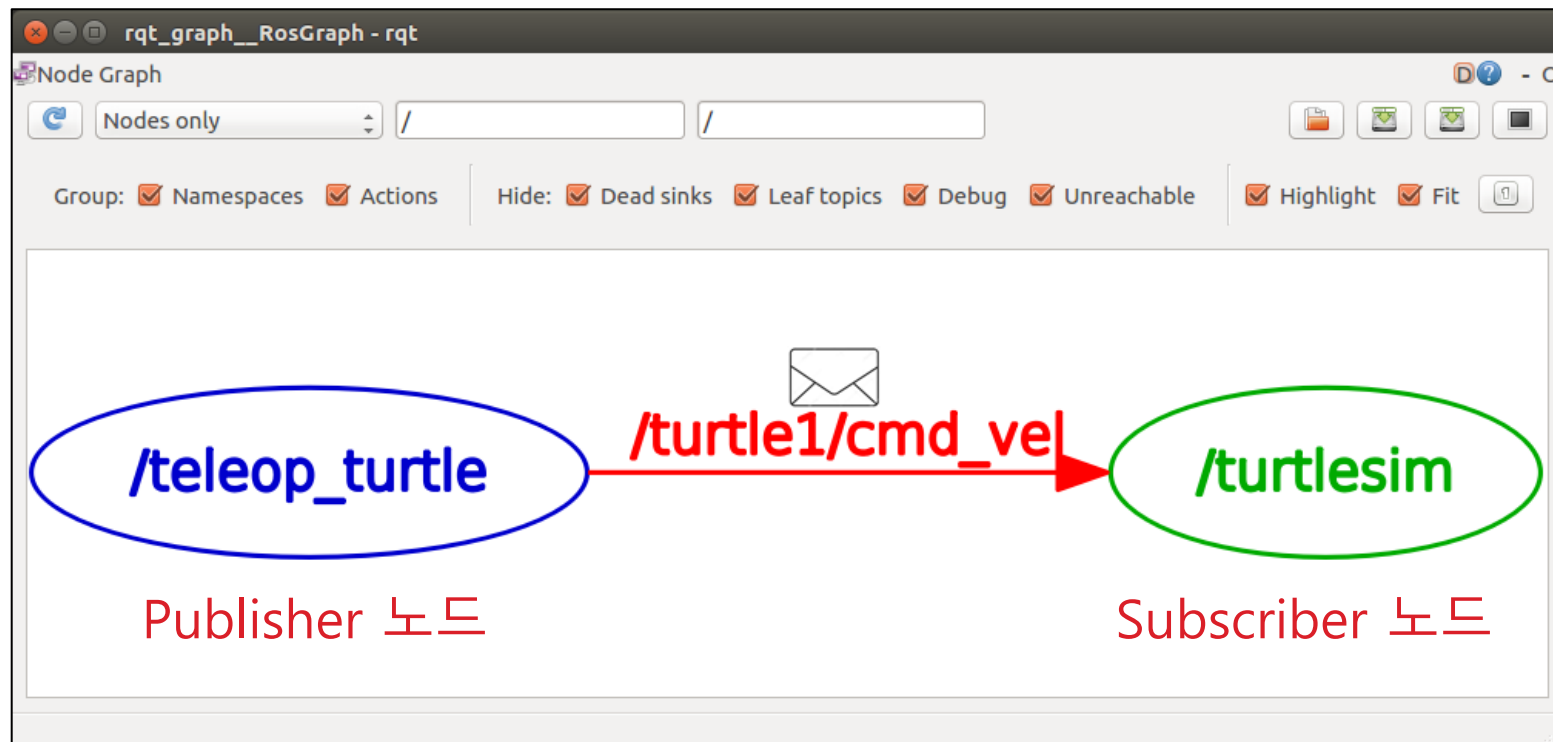 rqt_graph__RosGraph - rqt
Node Graph D ? - 
Nodes only / /
Group: Namespaces Actions Hide: Dead sinks Leaf topics Debug Unreachable Highlight Fit
/turtle1/cmd_vel
/teleop_turtle /turtlesim
Publisher 노드 Subscriber 노드